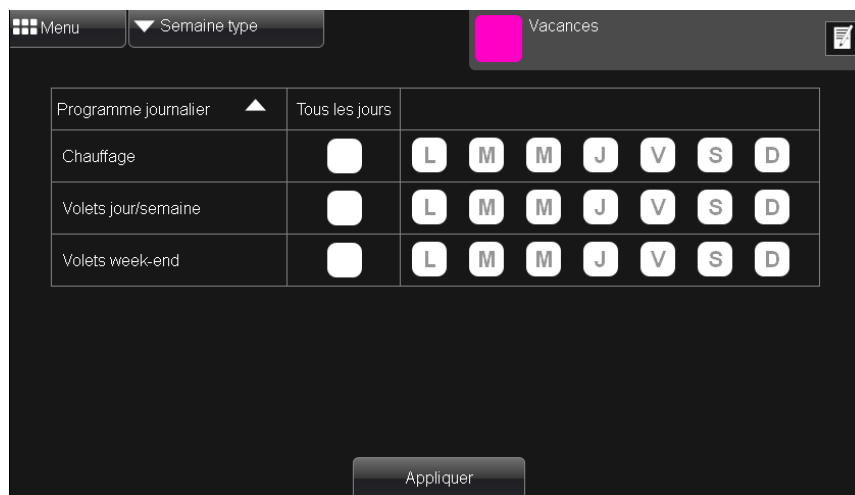 Menu
Semaine type
Vacances
Programme journalier Tous les jours
Chauffage L M M J V S D
Volets jour/semaine L M M J V S D
Volets week-end L M M J V S D
Appliquer